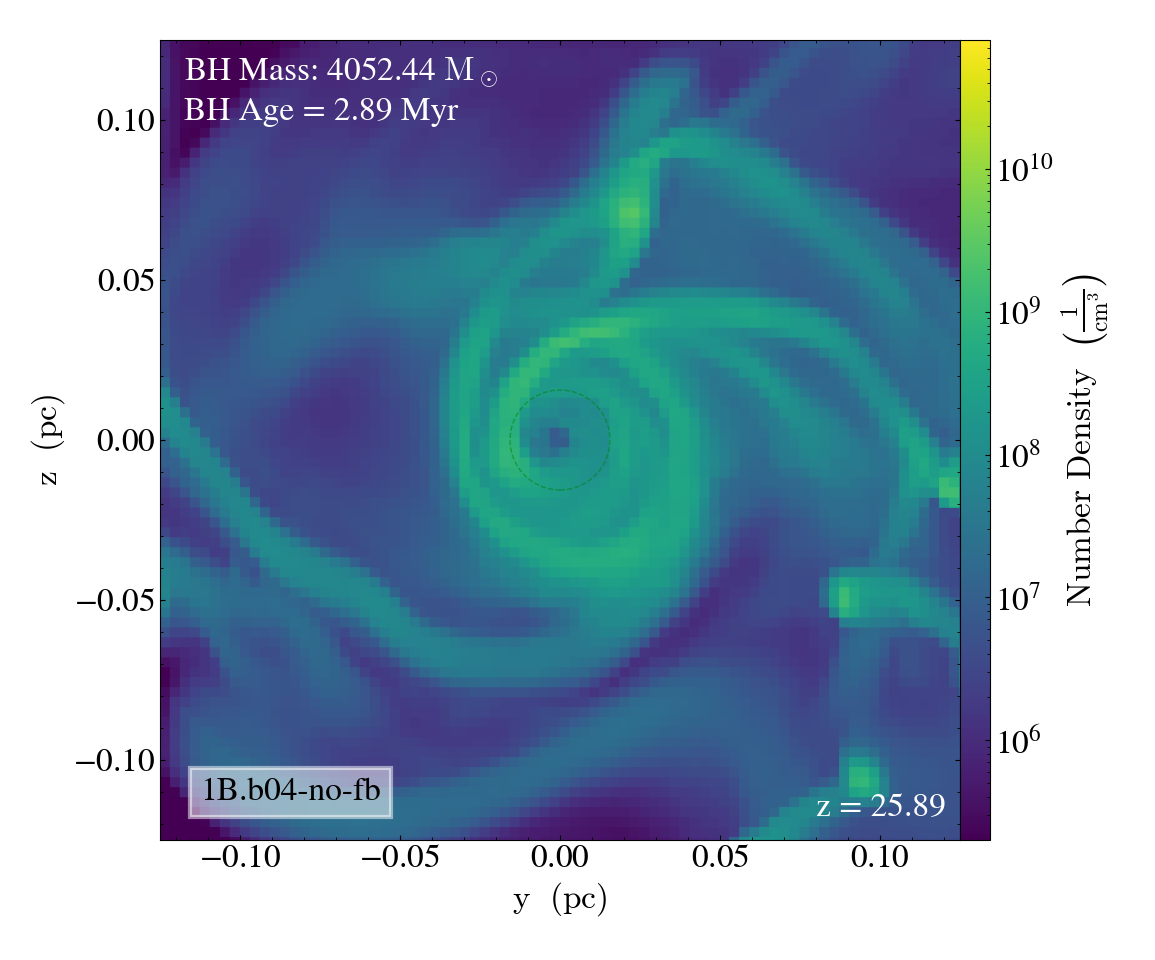 BH Mass: 4052.44 M⊙
BH Age = 2.89 Myr
0.10
0.05
0.00
−0.05
−0.10
z (pc)
1B.b04-no-fb
z = 25.89
−0.10 −0.05 0.00 0.05 0.10
y (pc)
10¹⁰
10⁹
10⁸
10⁷
10⁶
Number Density (1/cm³)